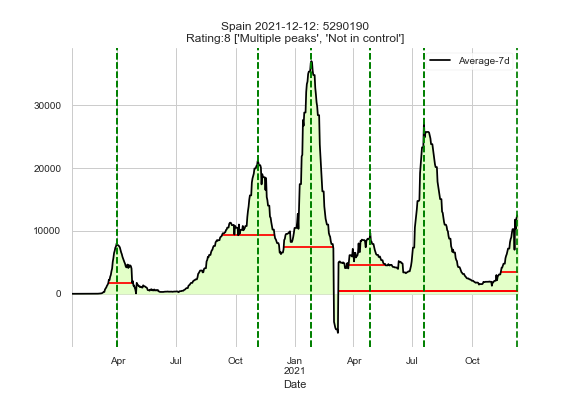 Spain 2021-12-12: 5290190
Rating:8 ['Multiple peaks', 'Not in control']
Average-7d
30000
20000
10000
0
Apr Jul Oct Jan Apr Jul Oct
2021
Date